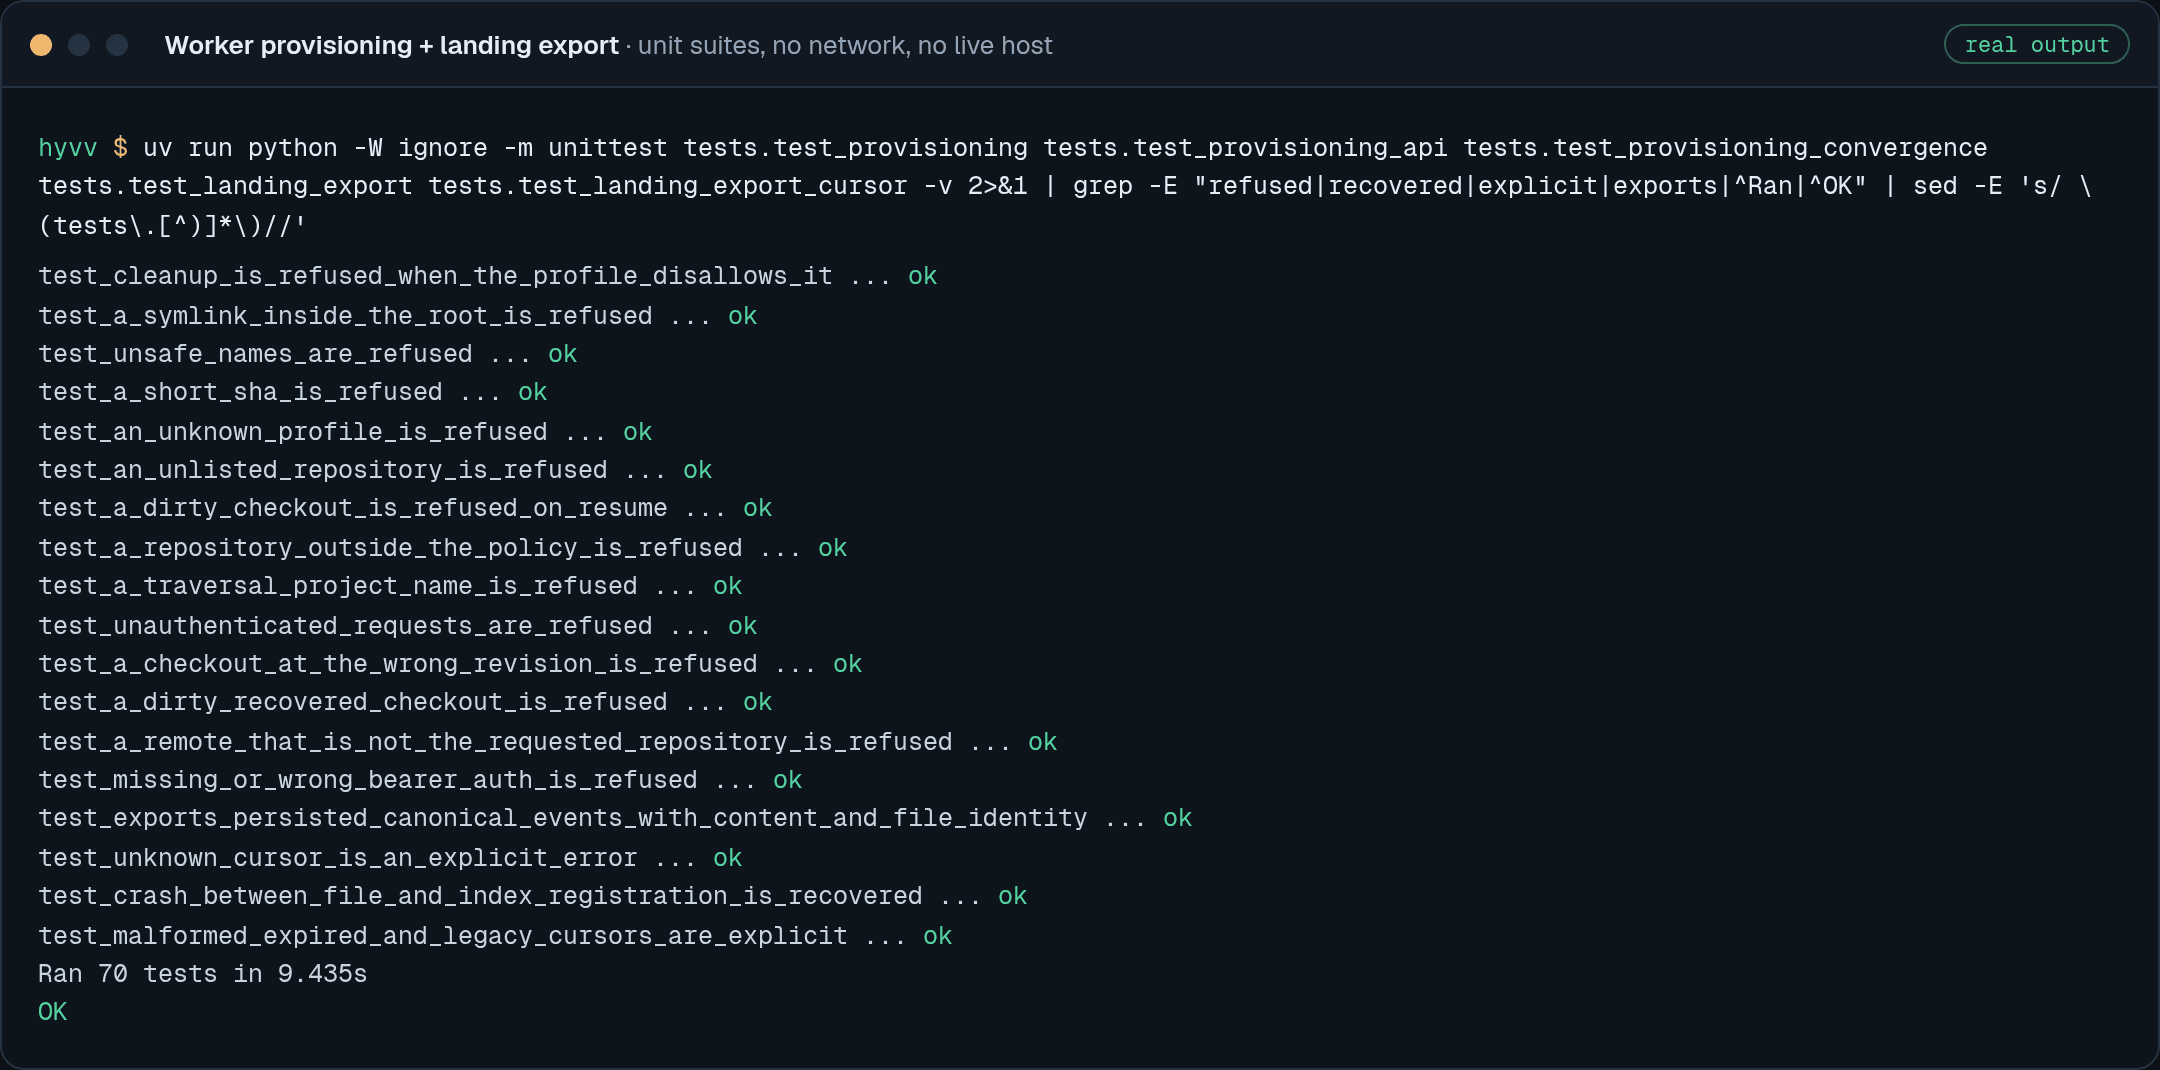 Worker provisioning + landing export · unit suites, no network, no live host
real output
hyvv $ uv run python -W ignore -m unittest tests.test_provisioning tests.test_provisioning_api tests.test_provisioning_convergence
tests.test_landing_export tests.test_landing_export_cursor -v 2>&1 | grep -E "refused|recovered|explicit|exports|^Ran|^OK" | sed -E 's/ \
(tests\.[^)]*\)//'
test_cleanup_is_refused_when_the_profile_disallows_it ... ok
test_a_symlink_inside_the_root_is_refused ... ok
test_unsafe_names_are_refused ... ok
test_a_short_sha_is_refused ... ok
test_an_unknown_profile_is_refused ... ok
test_an_unlisted_repository_is_refused ... ok
test_a_dirty_checkout_is_refused_on_resume ... ok
test_a_repository_outside_the_policy_is_refused ... ok
test_a_traversal_project_name_is_refused ... ok
test_unauthenticated_requests_are_refused ... ok
test_a_checkout_at_the_wrong_revision_is_refused ... ok
test_a_dirty_recovered_checkout_is_refused ... ok
test_a_remote_that_is_not_the_requested_repository_is_refused ... ok
test_missing_or_wrong_bearer_auth_is_refused ... ok
test_exports_persisted_canonical_events_with_content_and_file_identity ... ok
test_unknown_cursor_is_an_explicit_error ... ok
test_crash_between_file_and_index_registration_is_recovered ... ok
test_malformed_expired_and_legacy_cursors_are_explicit ... ok
Ran 70 tests in 9.435s
OK